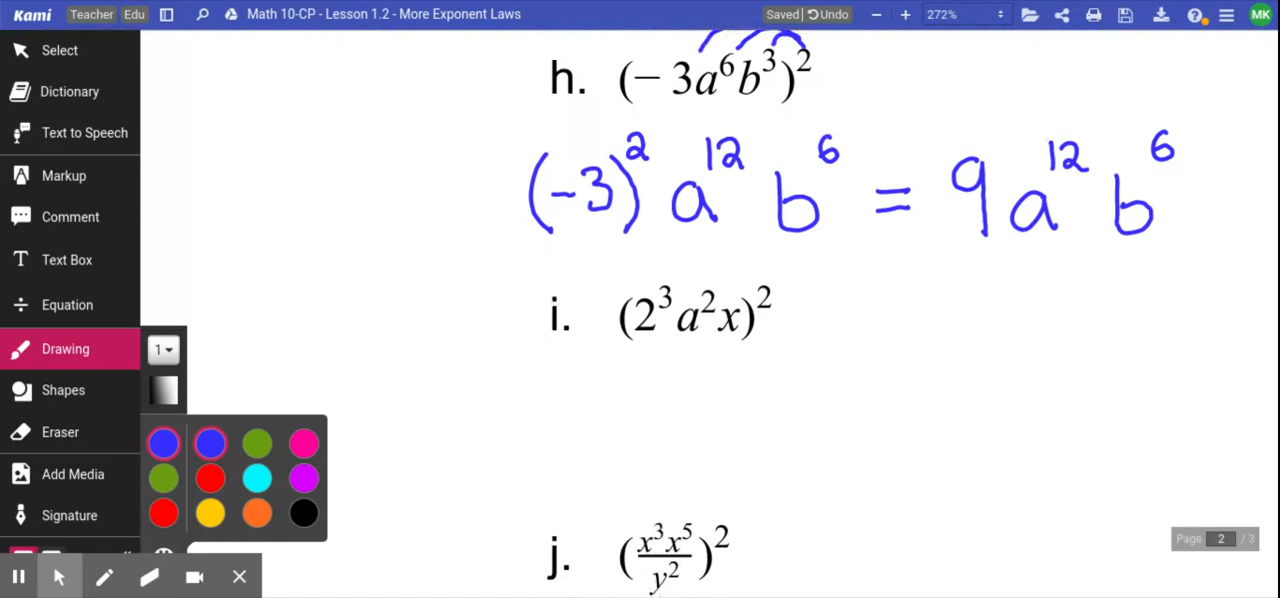 Kami Teacher Edu Math 10-CP - Lesson 1.2 - More Exponent Laws Saved Undo − + 272% MK
Select
Dictionary
Text to Speech
Markup
Comment
Text Box
Equation
Drawing
1
Shapes
Eraser
Add Media
Signature
h. (− 3a⁶b³)²
(-3)² a¹² b⁶ = 9 a¹² b⁶
i. (2³a²x)²
j. (x³x⁵/y²)²
Page 2 / 3